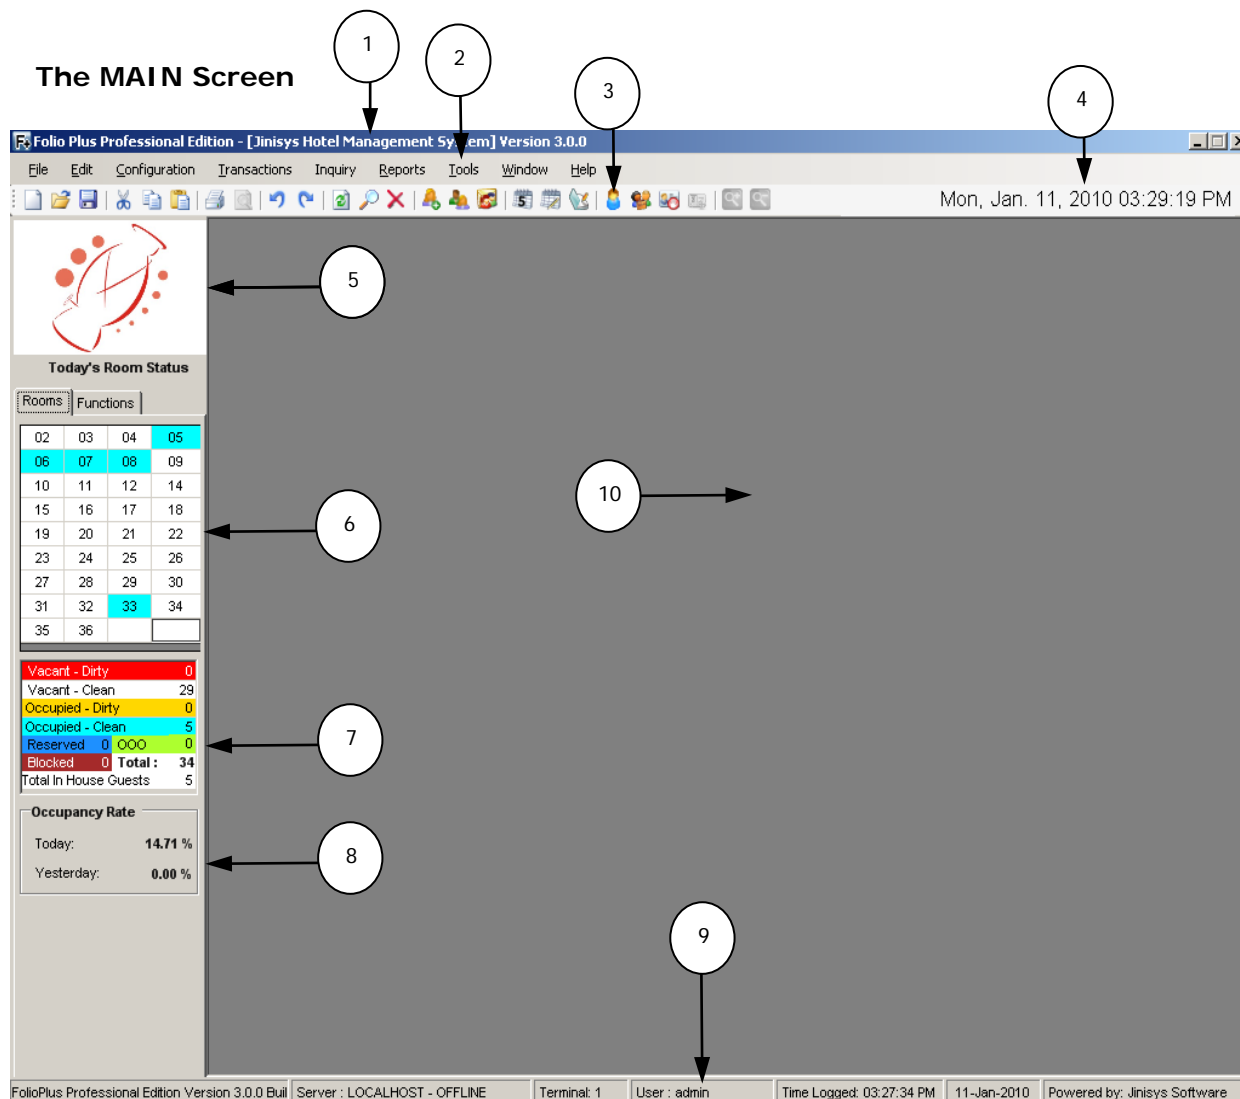 The MAIN Screen
1
2
3
4
Folio Plus Professional Edition - [Jinisys Hotel Management System] Version 3.0.0
File Edit Configuration Transactions Inquiry Reports Tools Window Help
Mon, Jan. 11, 2010 03:29:19 PM
5
Today's Room Status
Rooms Functions
02 03 04 05
06 07 08 09
10 11 12 14
15 16 17 18
19 20 21 22
23 24 25 26
27 28 29 30
31 32 33 34
35 36
10
6
Vacant - Dirty 0
Vacant - Clean 29
Occupied - Dirty 0
Occupied - Clean 5
Reserved 0 OOO 0
Blocked 0 Total : 34
Total In House Guests 5
7
Occupancy Rate
Today: 14.71 %
Yesterday: 0.00 %
8
9
FolioPlus Professional Edition Version 3.0.0 Buil Server : LOCALHOST - OFFLINE Terminal: 1 User : admin Time Logged: 03:27:34 PM 11-Jan-2010 Powered by: Jinisys Software